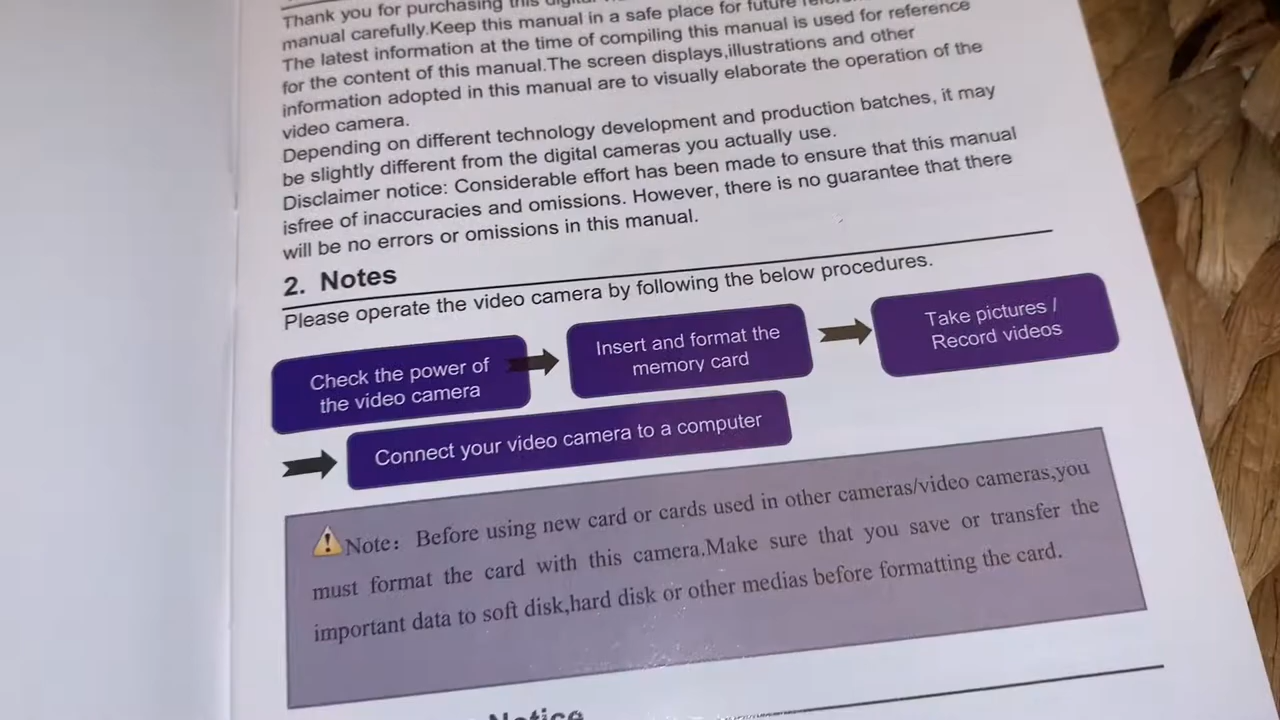 Thank you for purchasing this digital
manual carefully.Keep this manual in a safe place for future
The latest information at the time of compiling this manual is used for reference
for the content of this manual.The screen displays,illustrations and other
information adopted in this manual are to visually elaborate the operation of the
video camera.
Depending on different technology development and production batches, it may
be slightly different from the digital cameras you actually use.
Disclaimer notice: Considerable effort has been made to ensure that this manual
isfree of inaccuracies and omissions. However, there is no guarantee that there
will be no errors or omissions in this manual.
2. Notes
Please operate the video camera by following the below procedures.
Check the power of
the video camera
Insert and format the
memory card
Take pictures /
Record videos
Connect your video camera to a computer
Note: Before using new card or cards used in other cameras/video cameras,you
must format the card with this camera.Make sure that you save or transfer the
important data to soft disk,hard disk or other medias before formatting the card.
Notice